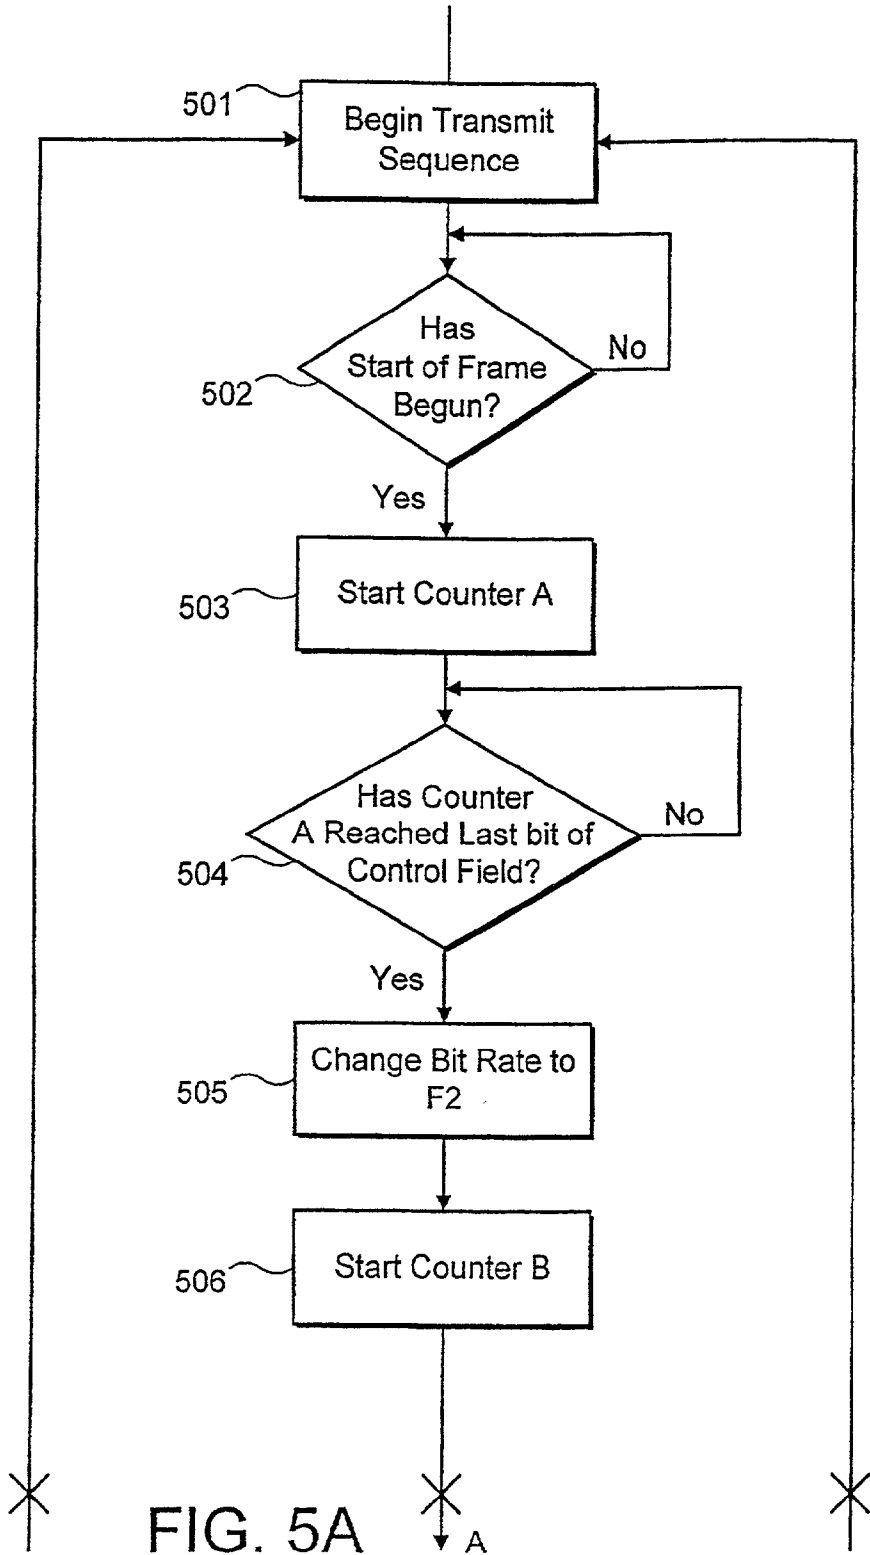 501
Begin Transmit
Sequence
Has
Start of Frame
Begun?
No
502
Yes
503
Start Counter A
Has Counter
A Reached Last bit of
Control Field?
No
504
Yes
505
Change Bit Rate to
F2
506
Start Counter B
FIG. 5A
A